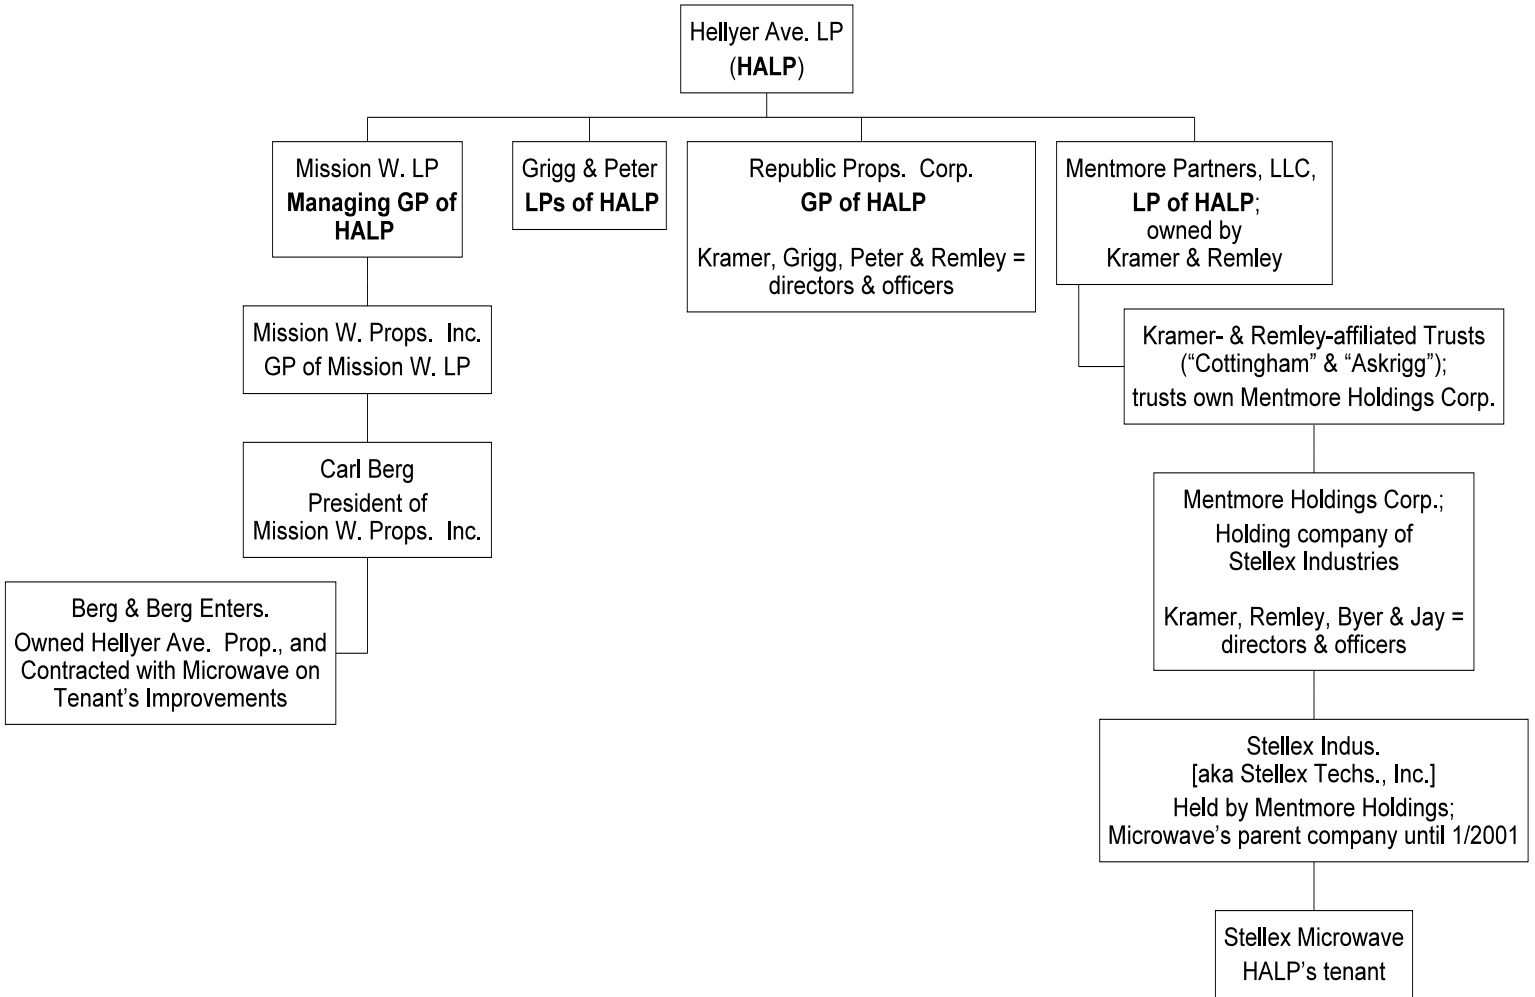 Hellyer Ave. LP
(HALP)
Mission W. LP
Managing GP of
HALP
Grigg & Peter
LPs of HALP
Republic Props. Corp.
GP of HALP
Kramer, Grigg, Peter & Remley =
directors & officers
Mentmore Partners, LLC,
LP of HALP;
owned by
Kramer & Remley
Mission W. Props. Inc.
GP of Mission W. LP
Kramer- & Remley-affiliated Trusts
(“Cottingham” & “Askrigg”);
trusts own Mentmore Holdings Corp.
Carl Berg
President of
Mission W. Props. Inc.
Mentmore Holdings Corp.;
Holding company of
Stellex Industries
Kramer, Remley, Byer & Jay =
directors & officers
Berg & Berg Enters.
Owned Hellyer Ave. Prop., and
Contracted with Microwave on
Tenant’s Improvements
Stellex Indus.
[aka Stellex Techs., Inc.]
Held by Mentmore Holdings;
Microwave’s parent company until 1/2001
Stellex Microwave
HALP’s tenant